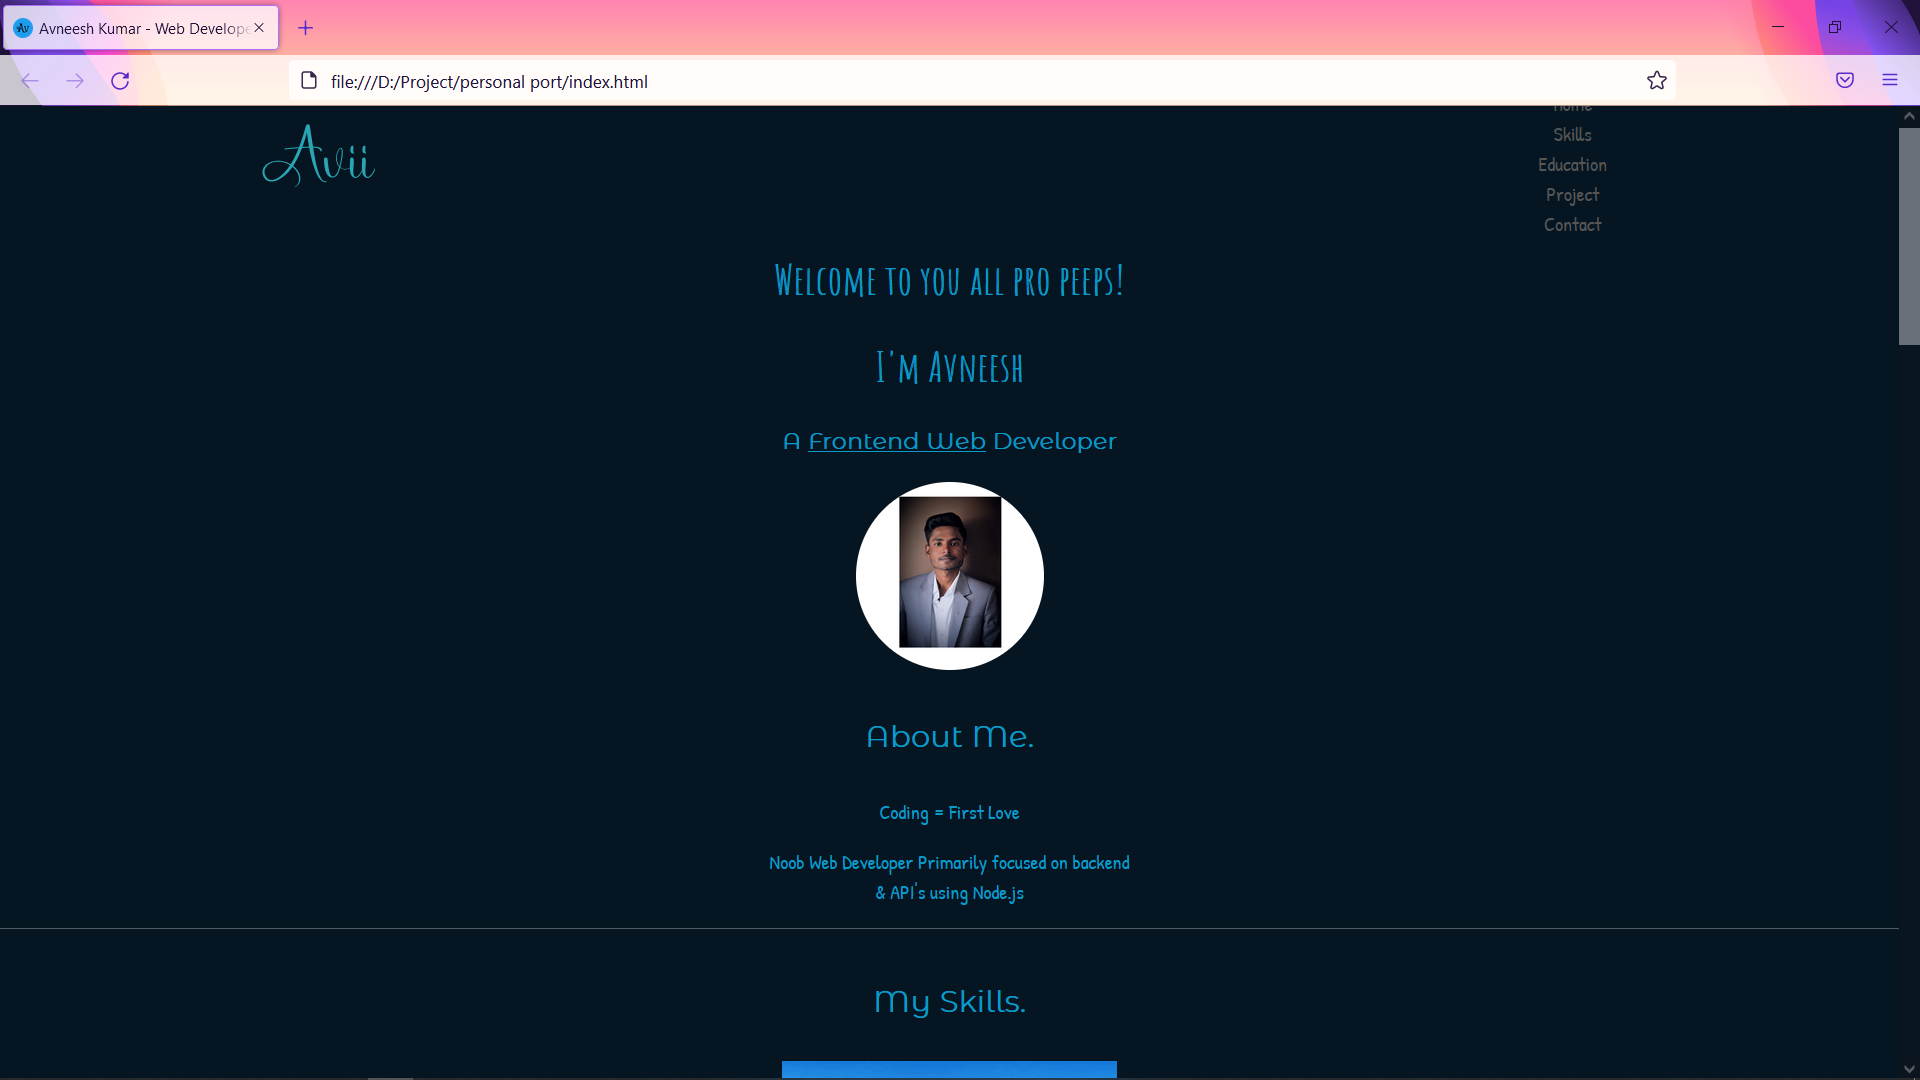 Av Avneesh Kumar - Web Develope
file:///D:/Project/personal port/index.html
Avii
Home
Skills
Education
Project
Contact
Welcome to you all pro peeps!
I'm Avneesh
A Frontend Web Developer
About Me.
Coding = First Love
Noob Web Developer Primarily focused on backend
& API's using Node.js
My Skills.